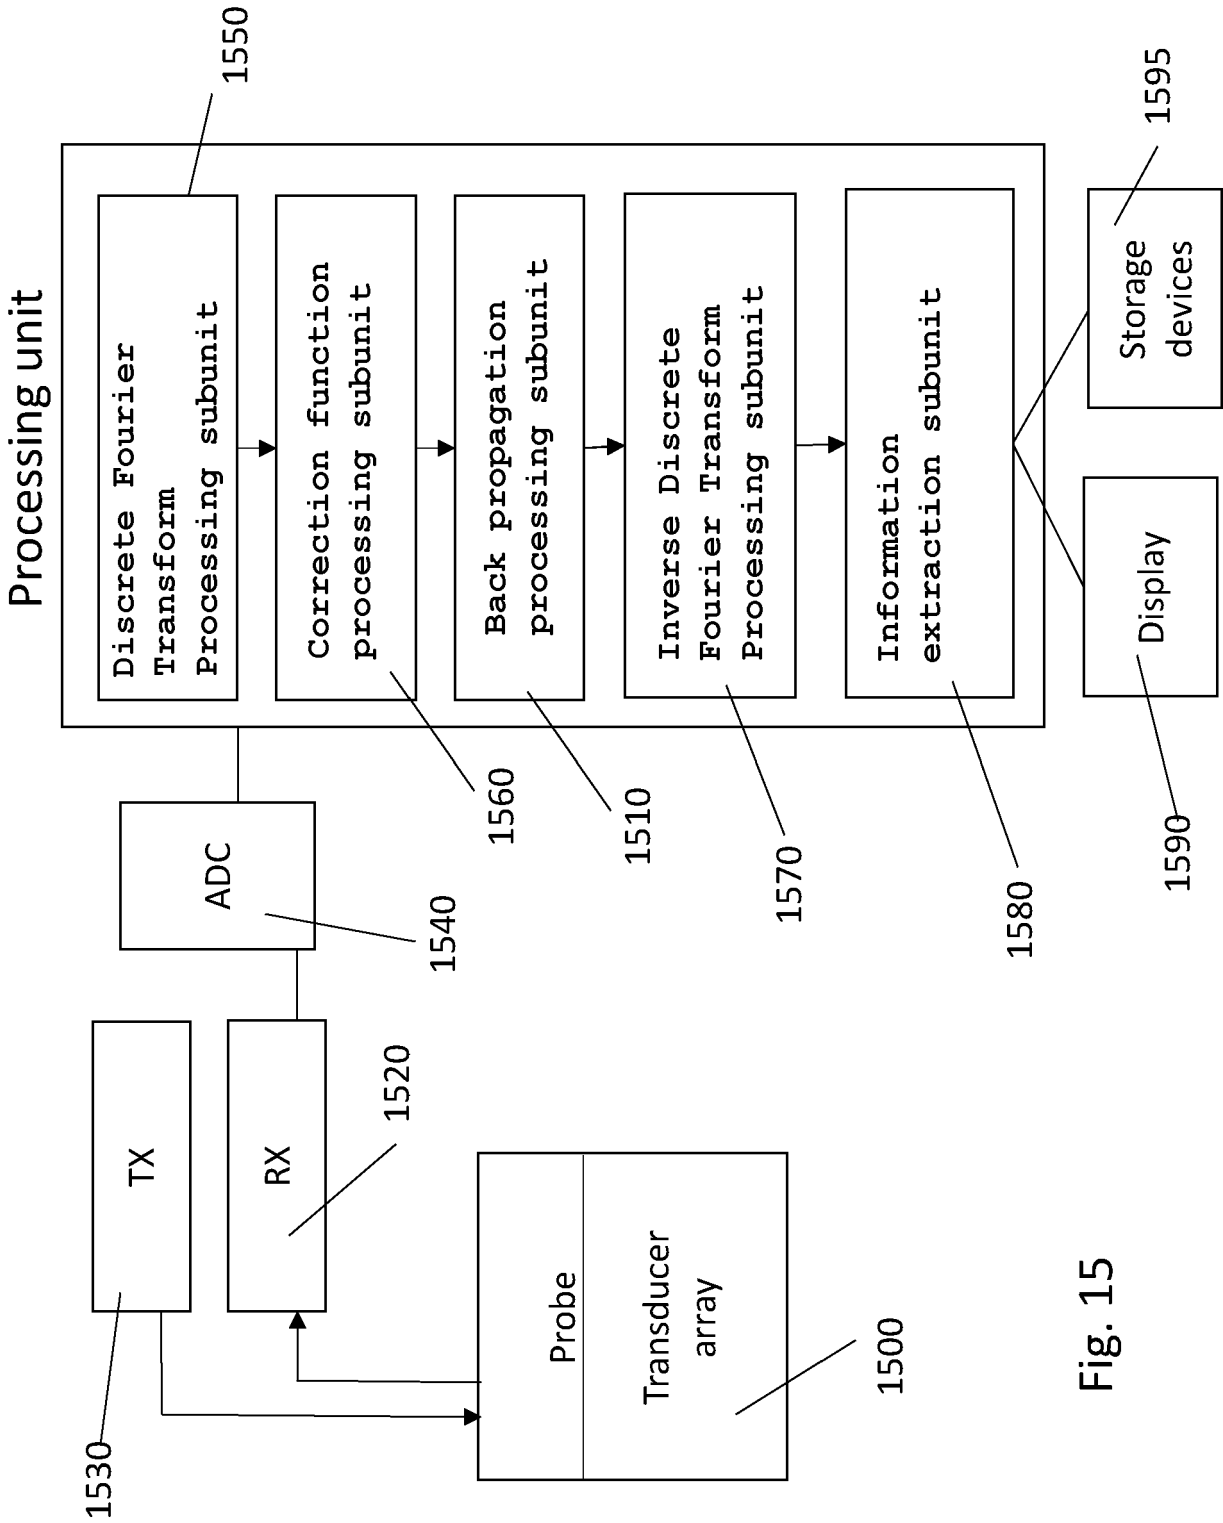 Processing unit
1550
Discrete Fourier
Transform
Processing subunit
Correction function
processing subunit
1560
Back propagation
processing subunit
1510
Inverse Discrete
Fourier Transform
Processing subunit
1570
Information
extraction subunit
1580
Storage
devices
1595
Display
1590
ADC
1540
TX
1530
RX
1520
Probe
Transducer
array
1500
Fig. 15